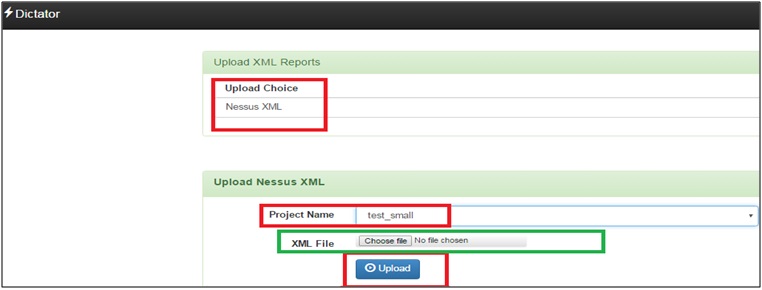 Dictator
Upload XML Reports
Upload Choice
Nessus XML
Upload Nessus XML
Project Name test_small
XML File Choose file No file chosen
Upload